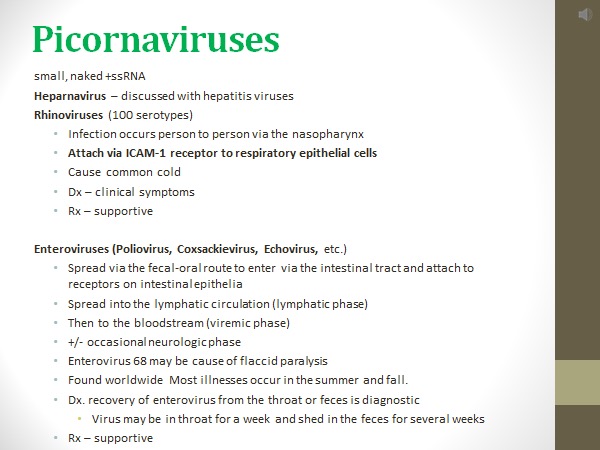 Picornaviruses
small, naked +ssRNA
Heparnavirus – discussed with hepatitis viruses
Rhinoviruses (100 serotypes)
• Infection occurs person to person via the nasopharynx
• Attach via ICAM-1 receptor to respiratory epithelial cells
• Cause common cold
• Dx – clinical symptoms
• Rx – supportive
Enteroviruses (Poliovirus, Coxsackievirus, Echovirus, etc.)
• Spread via the fecal-oral route to enter via the intestinal tract and attach to
receptors on intestinal epithelia
• Spread into the lymphatic circulation (lymphatic phase)
• Then to the bloodstream (viremic phase)
• +/- occasional neurologic phase
• Enterovirus 68 may be cause of flaccid paralysis
• Found worldwide Most illnesses occur in the summer and fall.
• Dx. recovery of enterovirus from the throat or feces is diagnostic
• Virus may be in throat for a week and shed in the feces for several weeks
• Rx – supportive